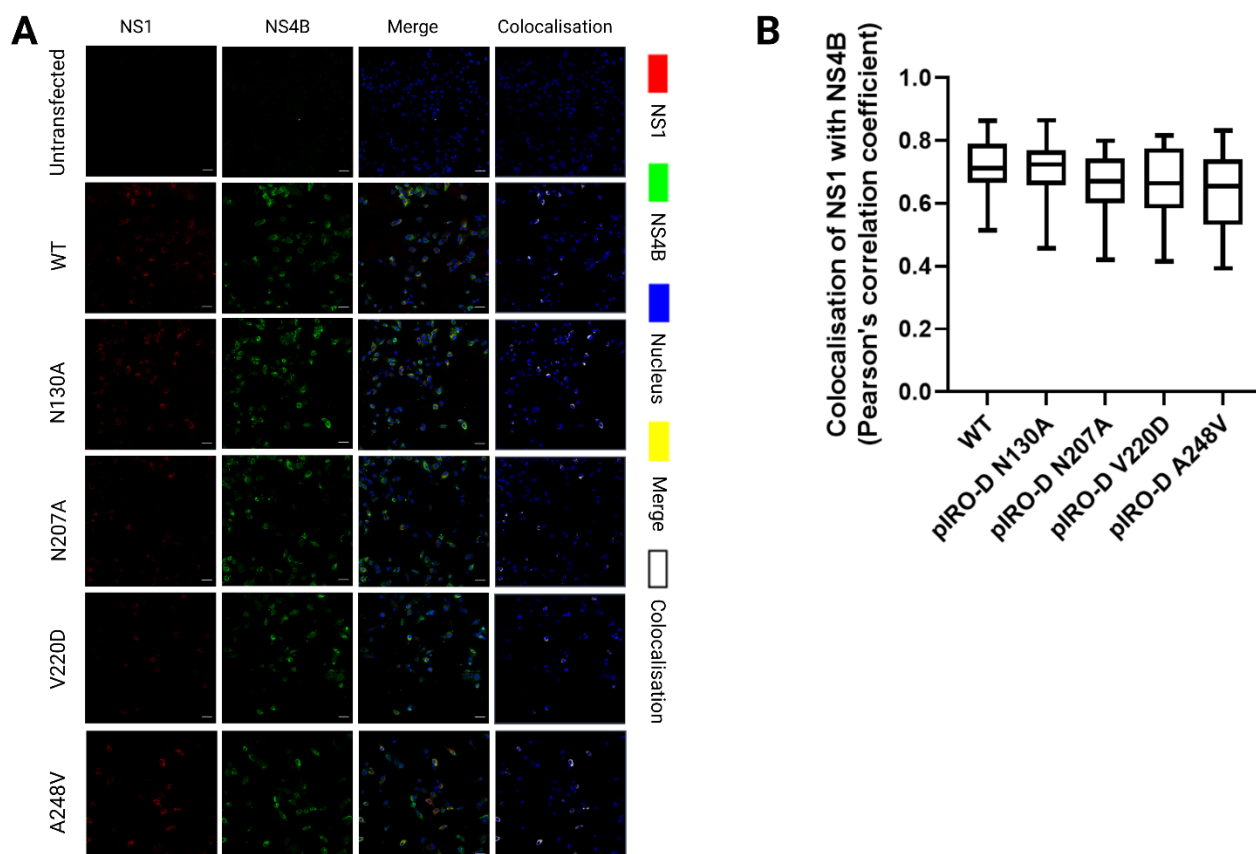 A
NS1 NS4B Merge Colocalisation
Untransfected
WT
N130A
N207A
V220D
A248V
NS1
NS4B
Nucleus
Merge
Colocalisation
B
Colocalisation of NS1 with NS4B
(Pearson's correlation coefficient)
1.0
0.8
0.6
0.4
0.2
0.0
WT
pIRO-D N130A
pIRO-D N207A
pIRO-D V220D
pIRO-D A248V